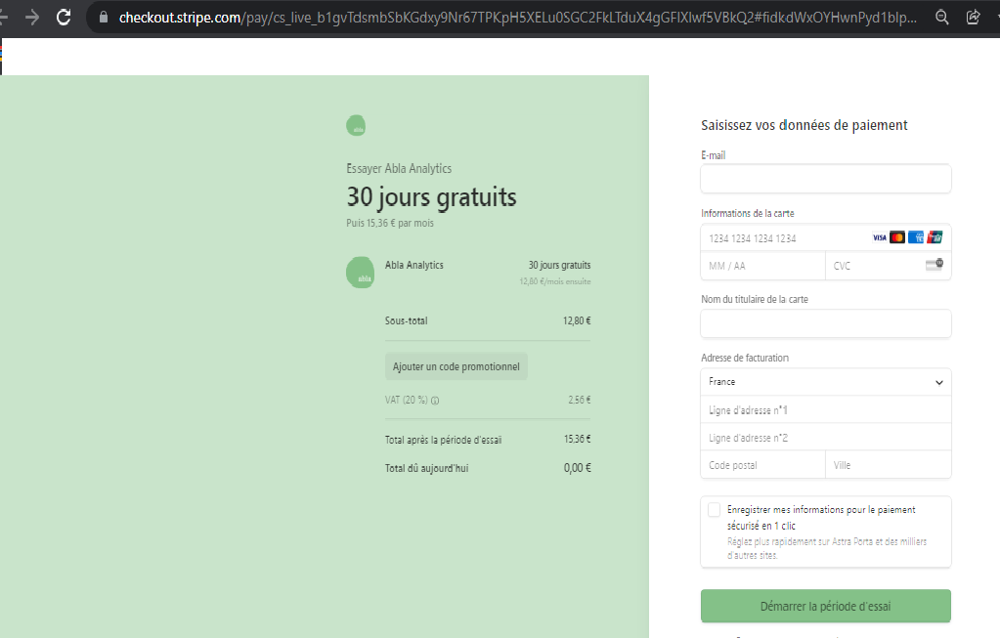 checkout.stripe.com/pay/cs_live_b1gvTdsmbSbKGdxy9Nr67TPKpH5XELu0SGC2FkLTduX4gGFIXlwf5VBkQ2#fidkdWxOYHwnPyd1blp...
abla
Essayer Abla Analytics
30 jours gratuits
Puis 15,36 € par mois
abla
Abla Analytics 30 jours gratuits
12,80 €/mois ensuite
Sous-total 12,80 €
Ajouter un code promotionnel
VAT (20 %) 2,56 €
Total après la période d'essai 15,36 €
Total dû aujourd'hui 0,00 €
Saisissez vos données de paiement
E-mail
Informations de la carte
1234 1234 1234 1234 VISA
MM / AA CVC
Nom du titulaire de la carte
Adresse de facturation
France
Ligne d'adresse n°1
Ligne d'adresse n°2
Code postal Ville
Enregistrer mes informations pour le paiement
sécurisé en 1 clic
Réglez plus rapidement sur Astra Porta et des milliers
d'autres sites.
Démarrer la période d'essai